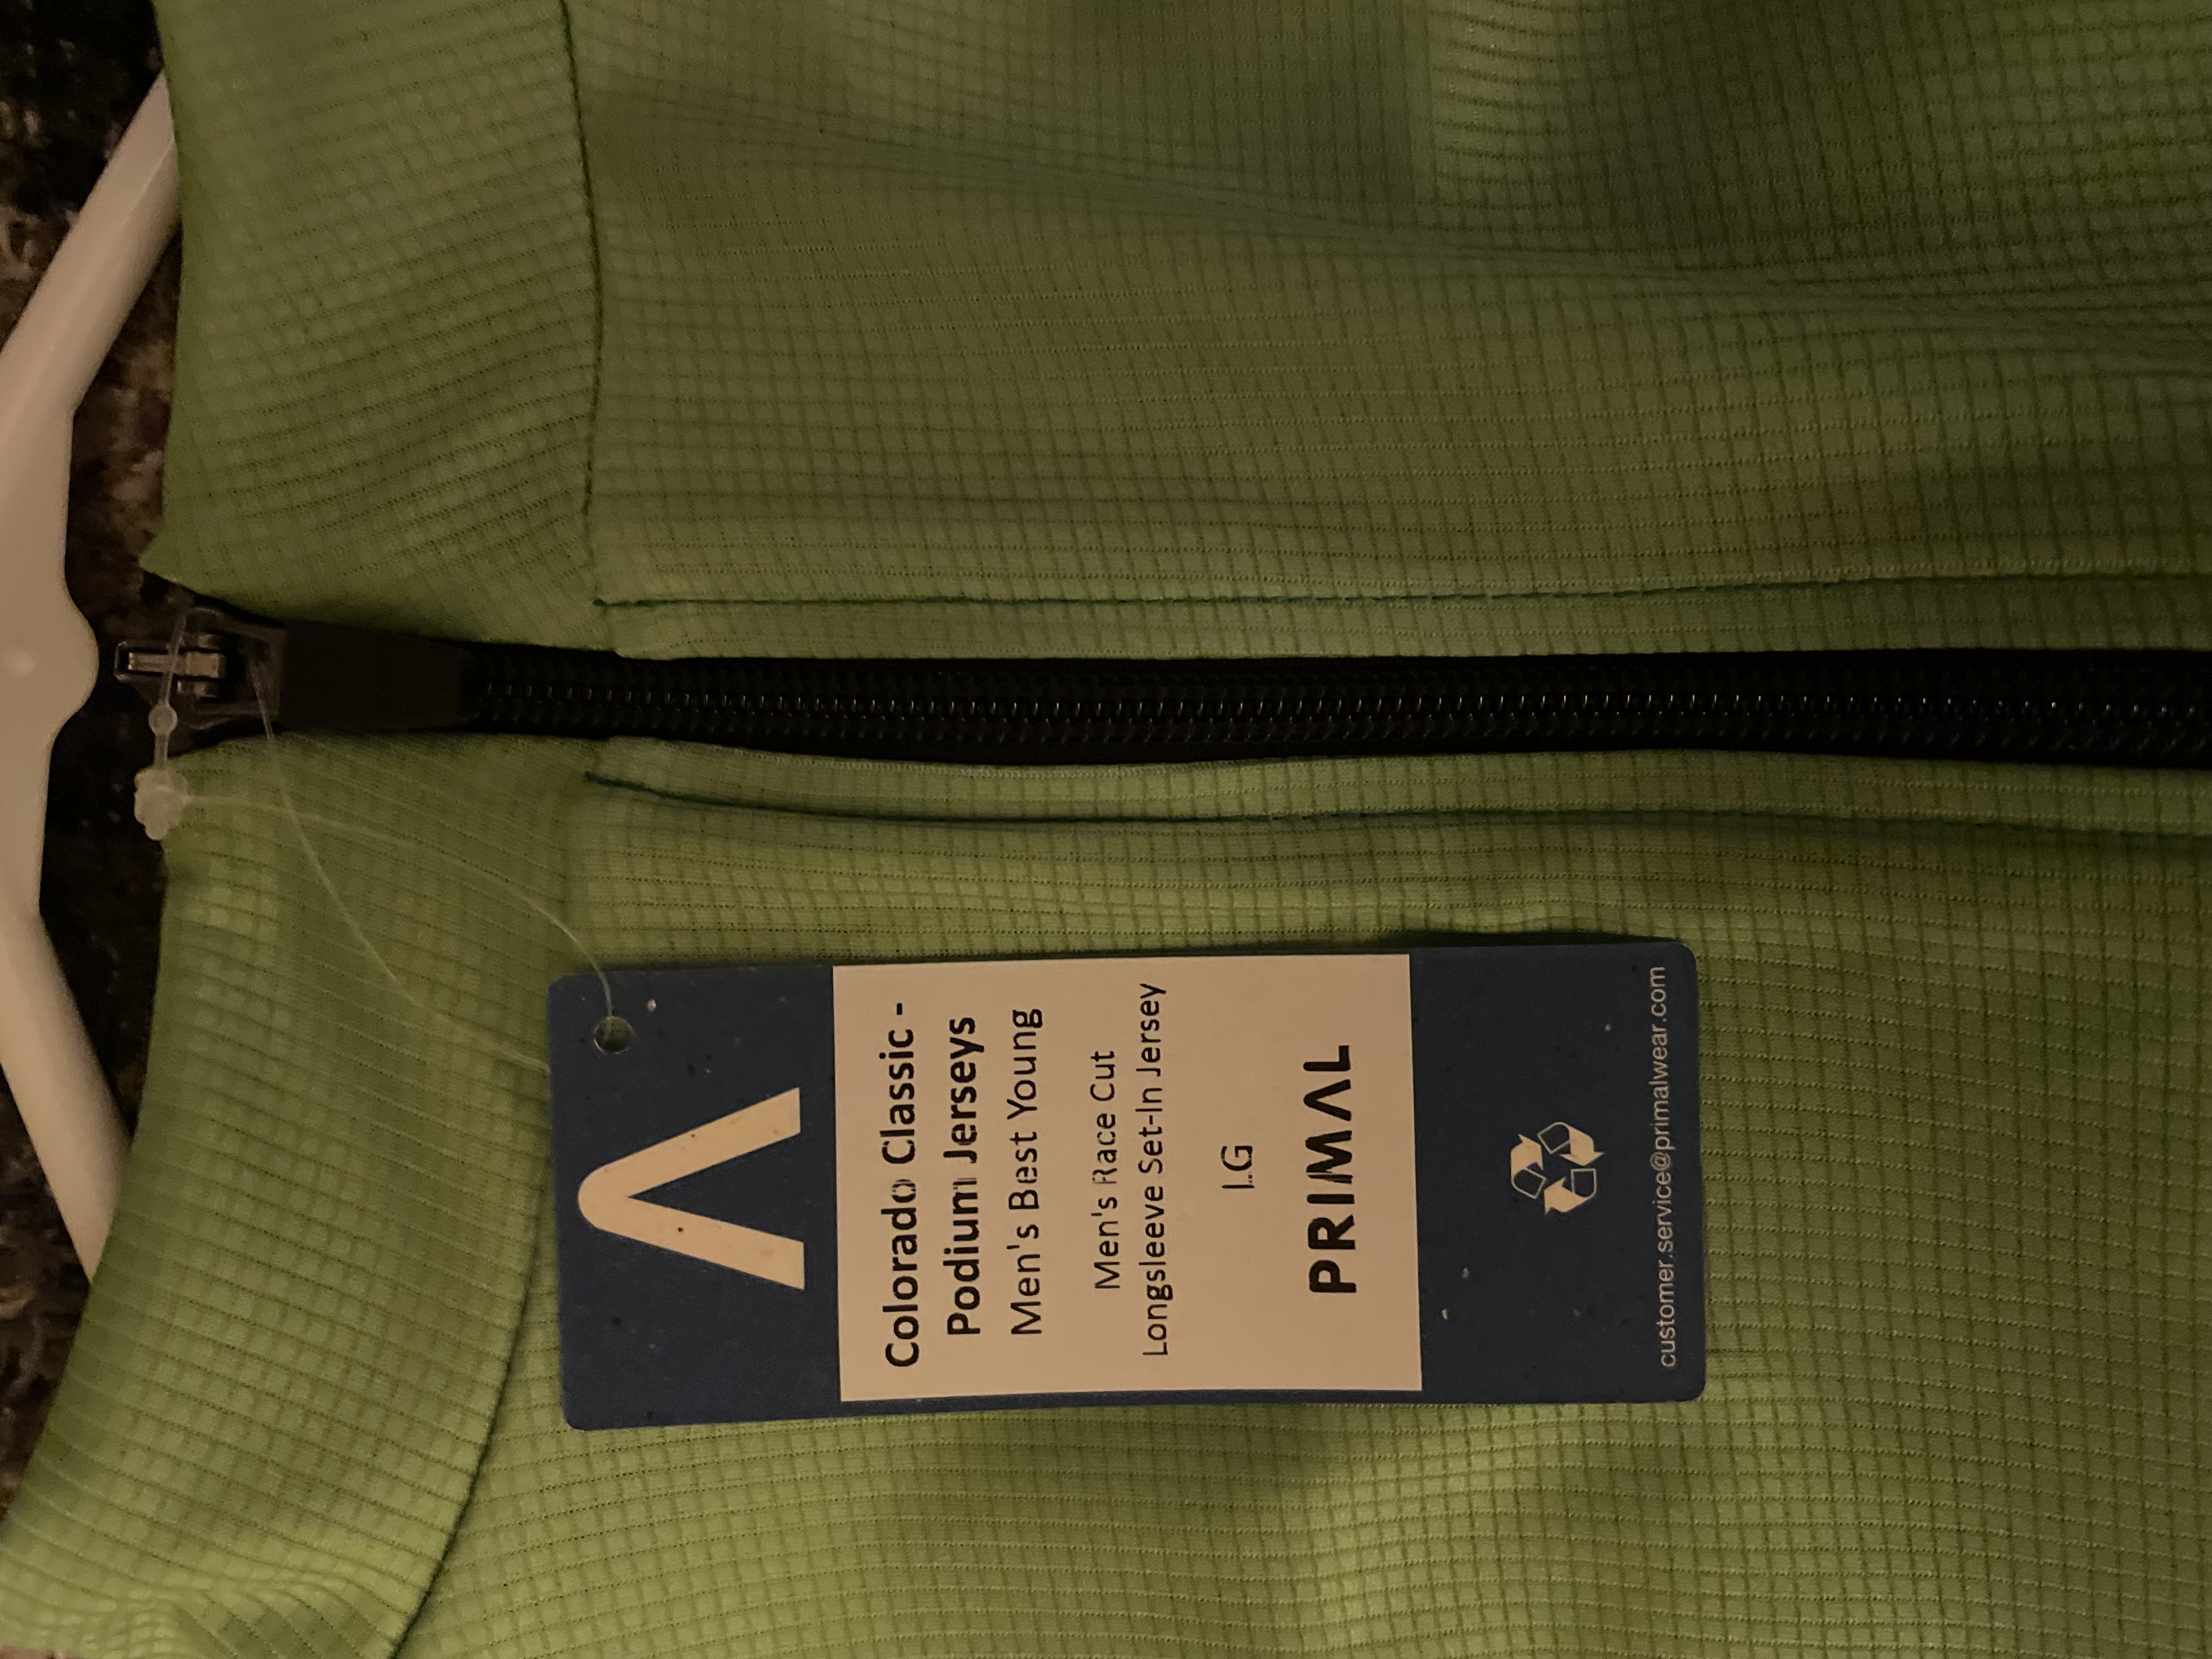 Colorado Classic -
Podium Jerseys
Men's Best Young
Men's Race Cut
Longsleeve Set-In Jersey
LG
PRIMAL
customer.service@primalwear.com